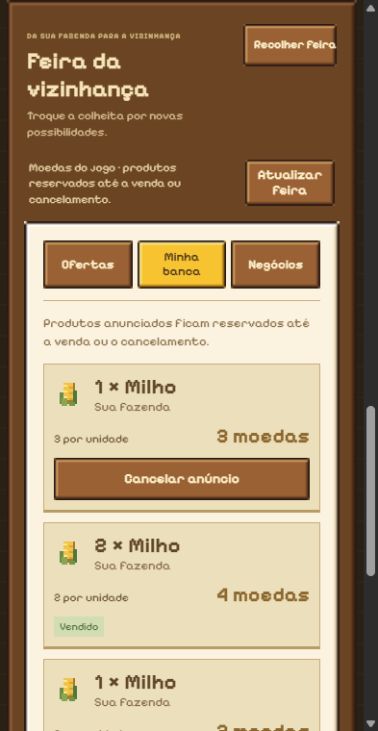 DA SUA FAZENDA PARA A VIZINHANÇA
Feira da
vizinhança
Recolher feira
Troque a colheita por novas
possibilidades.
Moedas do jogo · produtos
reservados até a venda ou
cancelamento.
Atualizar
feira
Ofertas
Minha
banca
Negócios
Produtos anunciados ficam reservados até
a venda ou o cancelamento.
1 × Milho
Sua fazenda
3 por unidade
3 moedas
Cancelar anúncio
2 × Milho
Sua fazenda
2 por unidade
4 moedas
Vendido
1 × Milho
Sua fazenda